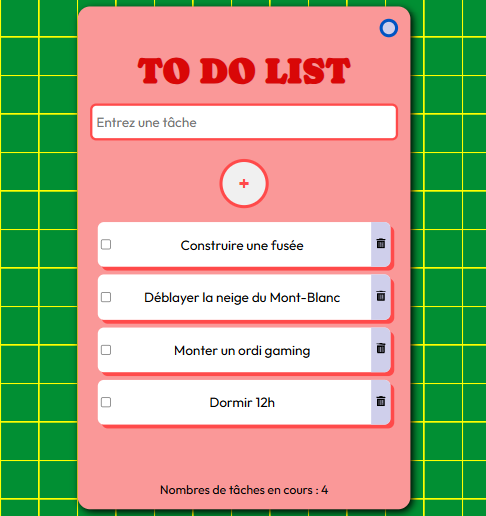 TO DO LIST
Entrez une tâche
+
Construire une fusée
Déblayer la neige du Mont-Blanc
Monter un ordi gaming
Dormir 12h
Nombres de tâches en cours : 4